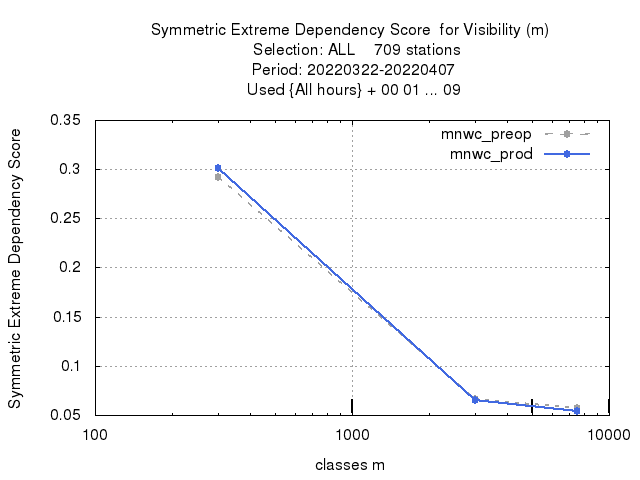 Symmetric Extreme Dependency Score  for Visibility (m)
Selection: ALL    709 stations
Period: 20220322-20220407
Used {All hours} + 00 01 ... 09
mnwc_preop
mnwc_prod
Symmetric Extreme Dependency Score
0.35
0.3
0.25
0.2
0.15
0.1
0.05
100
1000
10000
classes m